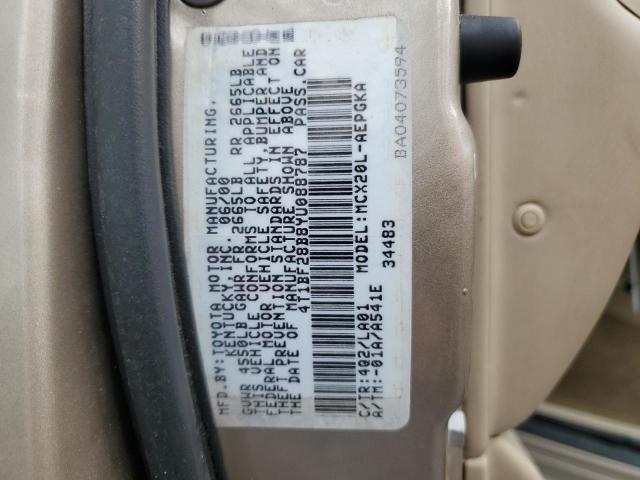 MFD.BY:TOYOTA MOTOR MANUFACTURING,
KENTUCKY,INC. 06/00
GVWR 4550LB GAWR FR 2665LB RR 2665LB
THIS VEHICLE CONFORMS TO ALL APPLICABLE
FEDERAL MOTOR VEHICLE SAFETY, BUMPER AND
THEFT PREVENTION STANDARDS IN EFFECT ON
THE DATE OF MANUFACTURE SHOWN ABOVE
4T1BF28B8YU088787 PASS.CAR
C/TR:4Q2/LA01 MODEL:MCX20L-AEPGKA
A/TM:-01A/A541E 34483
BA04073594